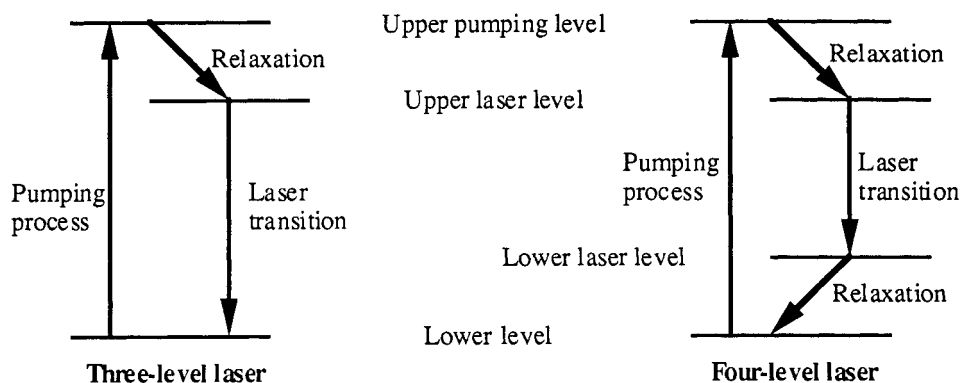 Upper pumping level
Relaxation
Relaxation
Upper laser level
Pumping
process
Laser
transition
Pumping
process
Laser
transition
Lower laser level
Relaxation
Lower level
Three-level laser
Four-level laser